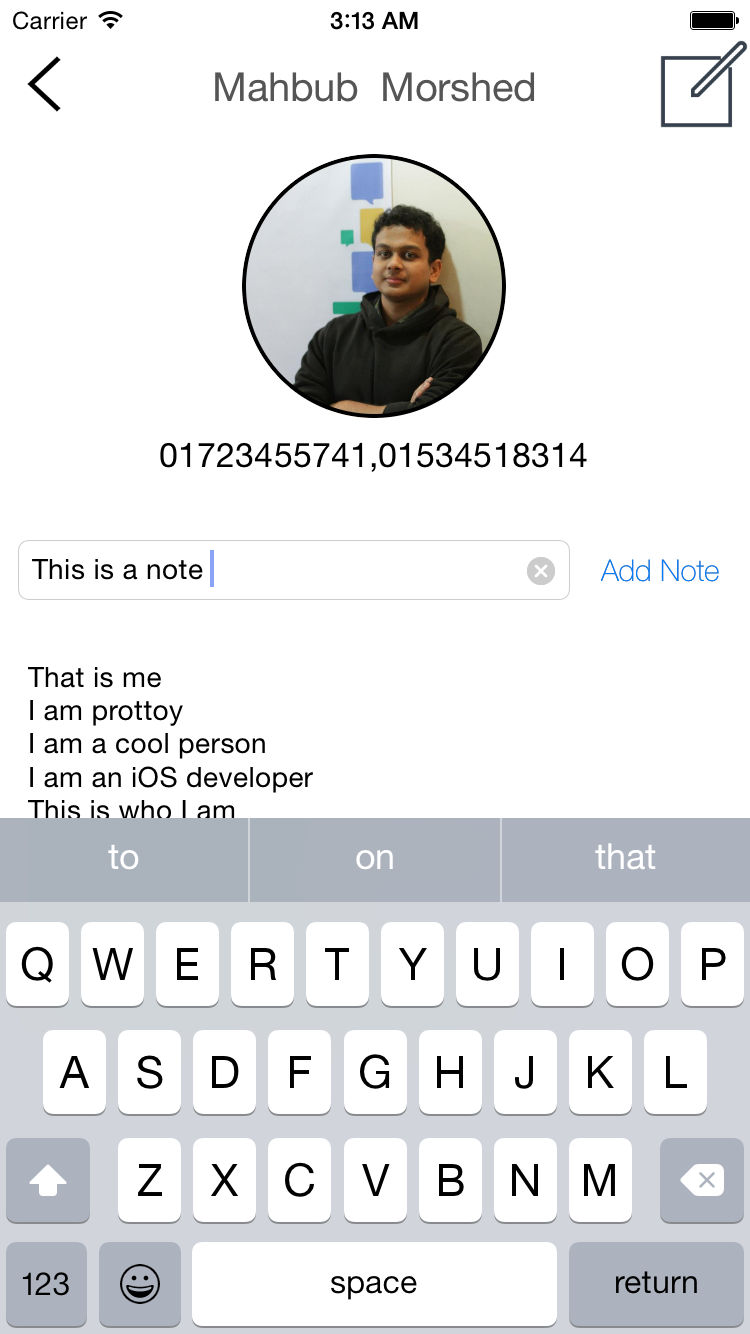 Carrier 3:13 AM
Mahbub Morshed
01723455741,01534518314
This is a note Add Note
That is me
I am prottoy
I am a cool person
I am an iOS developer
This is who I am
to on that
Q W E R T Y U I O P
A S D F G H J K L
Z X C V B N M
123 space return